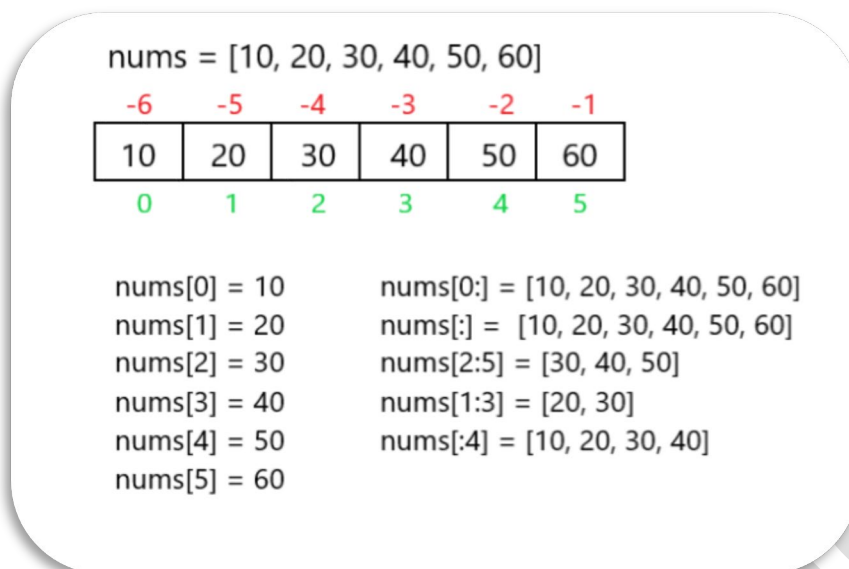 nums = [10, 20, 30, 40, 50, 60]
-6 -5 -4 -3 -2 -1
10 20 30 40 50 60
0 1 2 3 4 5
nums[0] = 10
nums[1] = 20
nums[2] = 30
nums[3] = 40
nums[4] = 50
nums[5] = 60
nums[0:] = [10, 20, 30, 40, 50, 60]
nums[:] = [10, 20, 30, 40, 50, 60]
nums[2:5] = [30, 40, 50]
nums[1:3] = [20, 30]
nums[:4] = [10, 20, 30, 40]